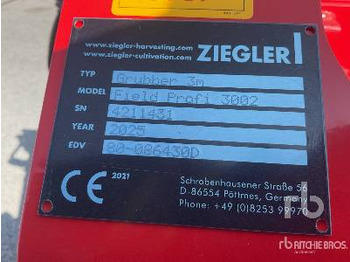 www.ziegler-harvesting.com
www.ziegler-cultivation.com
ZIEGLER
TYP Grubber 3m
MODEL Field Profi 3002
SN 4211431
YEAR 2025
EDV 80-086430D
CE 2021
Schrobenhausener Straße 56
D-86554 Pöttmes, Germany
Phone: +49 (0)8253 99970
rb
RITCHIE BROS